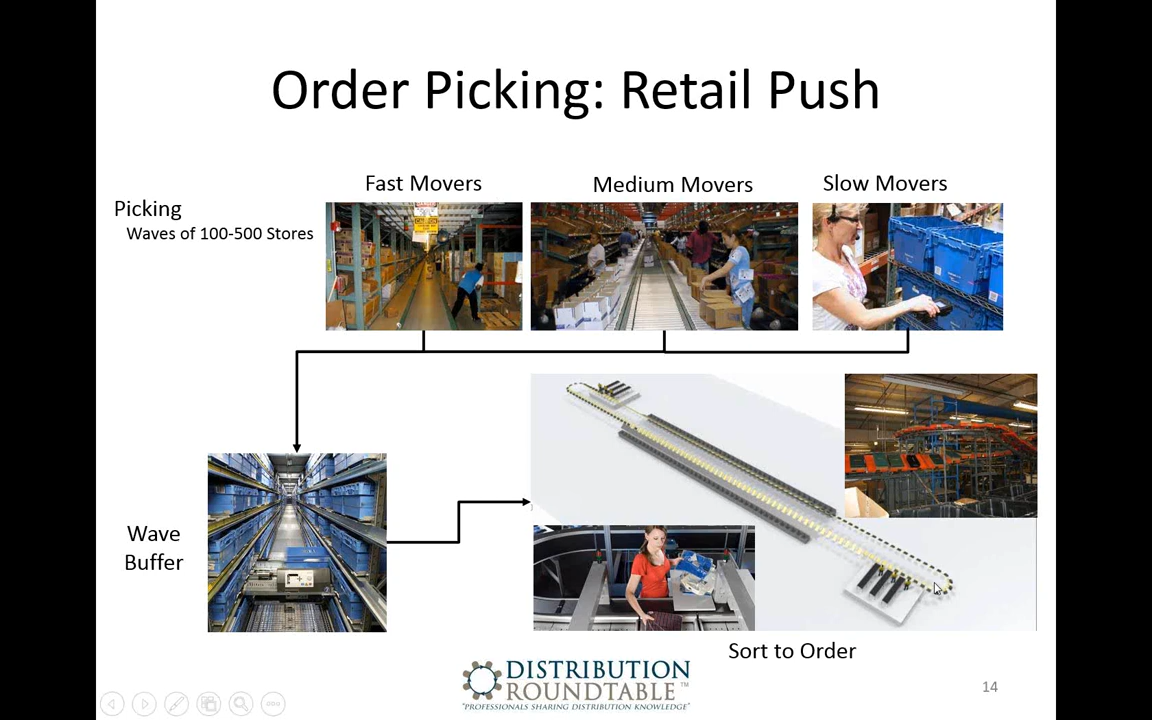 Order Picking: Retail Push
Fast Movers
Medium Movers
Slow Movers
Picking
Waves of 100-500 Stores
Wave
Buffer
Sort to Order
DISTRIBUTION
ROUNDTABLE™
"PROFESSIONALS SHARING DISTRIBUTION KNOWLEDGE"
14